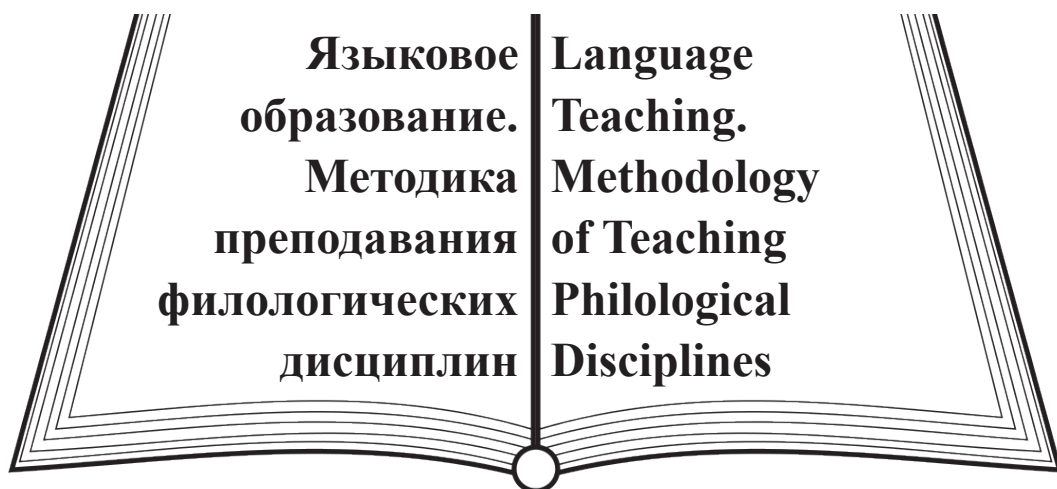 Языковое
образование.
Методика
преподавания
филологических
дисциплин
Language
Teaching.
Methodology
of Teaching
Philological
Disciplines